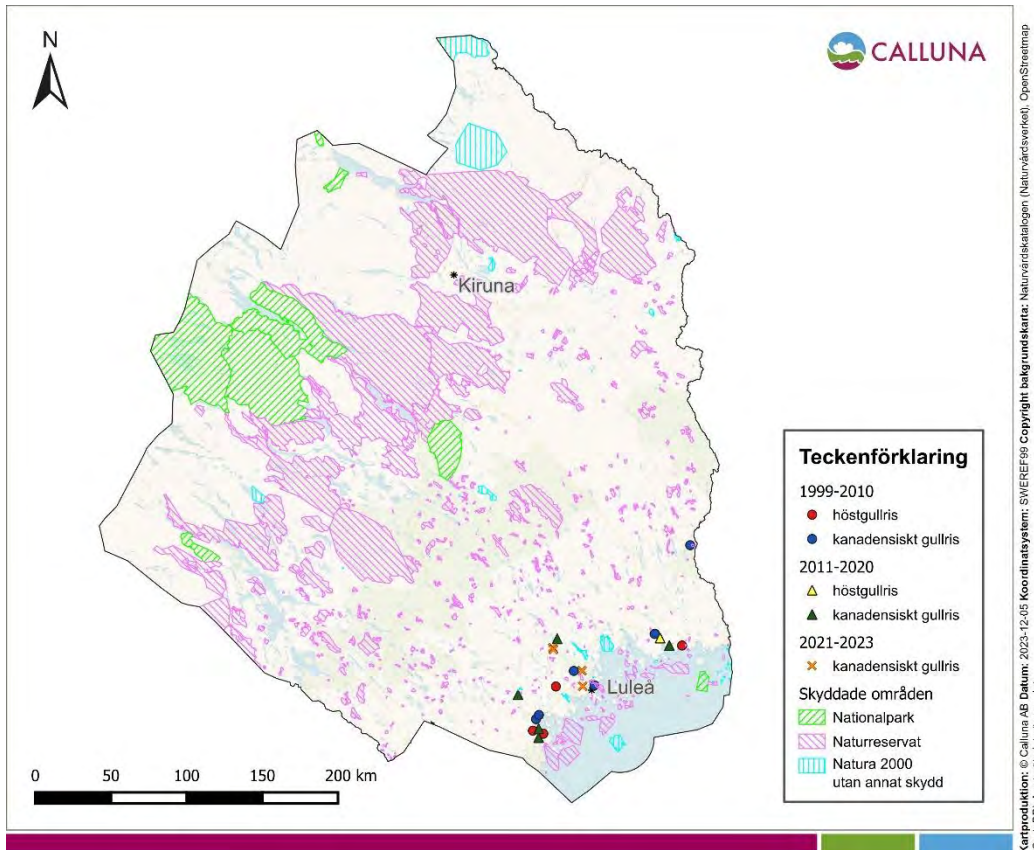 N
CALLUNA
Kiruna
Luleå
Teckenförklaring
1999-2010
höstgullris
kanadensiskt gullris
2011-2020
höstgullris
kanadensiskt gullris
2021-2023
kanadensiskt gullris
Skyddade områden
Nationalpark
Naturreservat
Natura 2000
utan annat skydd
0 50 100 150 200 km
Kartproduktion: © Calluna AB Datum: 2023-12-05 Koordinatsystem: SWEREF99 Copyright bakgrundskarta: Naturvårdskatalogen (Naturvårdsverket), OpenStreetmap